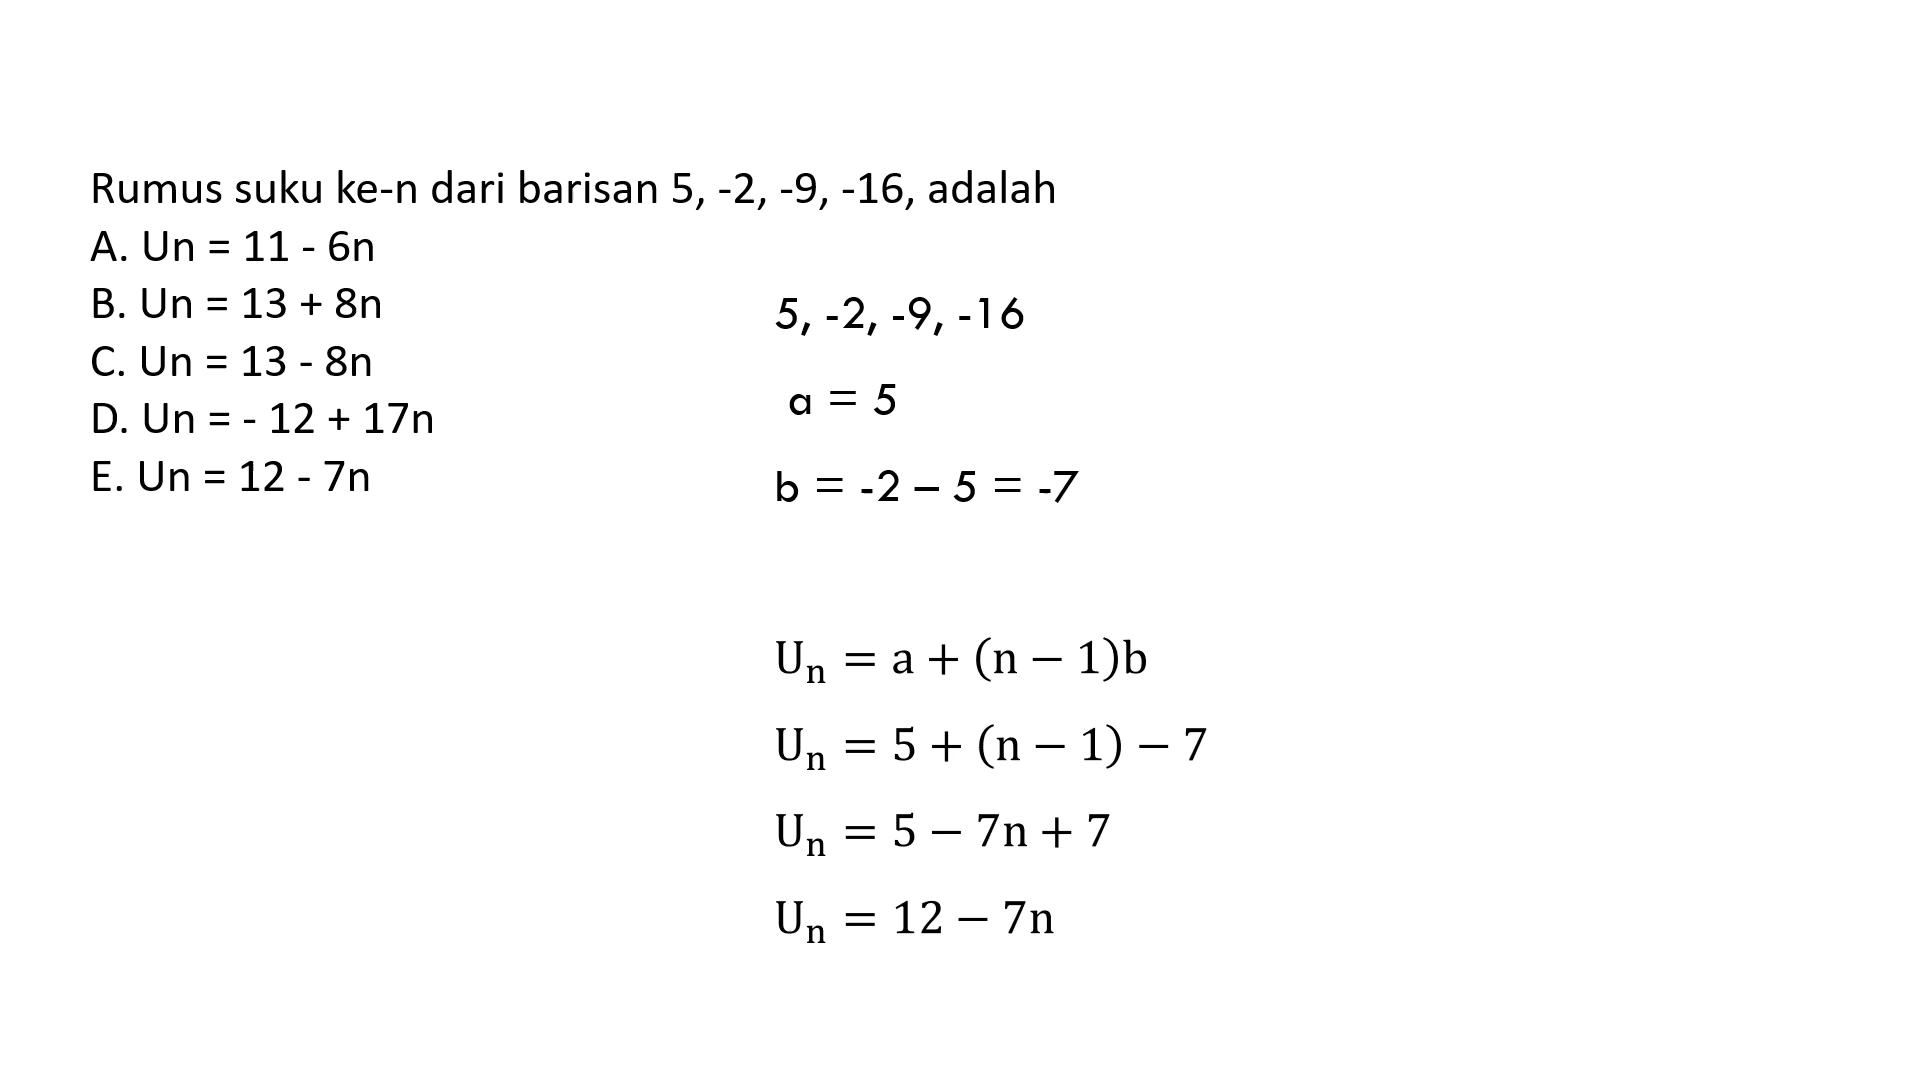 Rumus suku ke-n dari barisan 5, -2, -9, -16, adalah
A. Un = 11 - 6n
B. Un = 13 + 8n
C. Un = 13 - 8n
D. Un = - 12 + 17n
E. Un = 12 - 7n
5, -2, -9, -16
a = 5
b = -2 – 5 = -7
Uₙ = a + (n − 1)b
Uₙ = 5 + (n − 1) − 7
Uₙ = 5 − 7n + 7
Uₙ = 12 − 7n